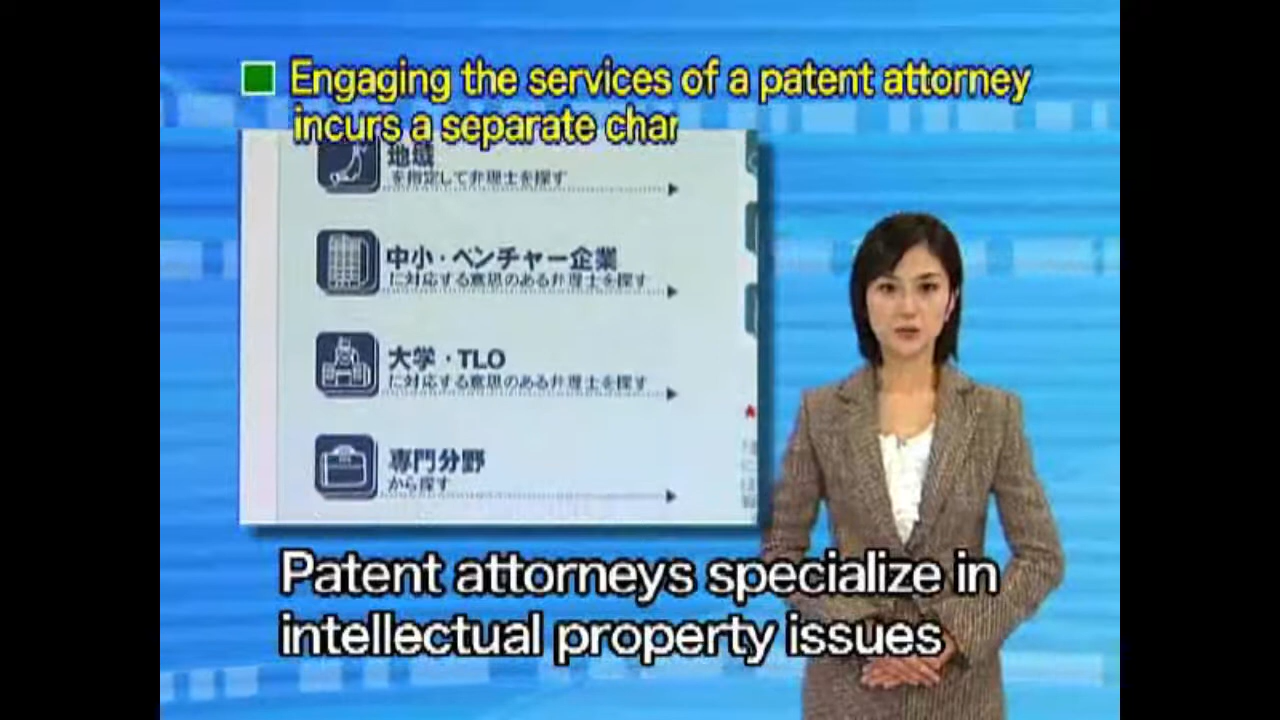 Engaging the services of a patent attorney
incurs a separate char
地域
を指定して弁理士を探す
中小・ベンチャー企業
に対応する意思のある弁理士を探す
大学・TLO
に対応する意思のある弁理士を探す
専門分野
から探す
Patent attorneys specialize in
intellectual property issues